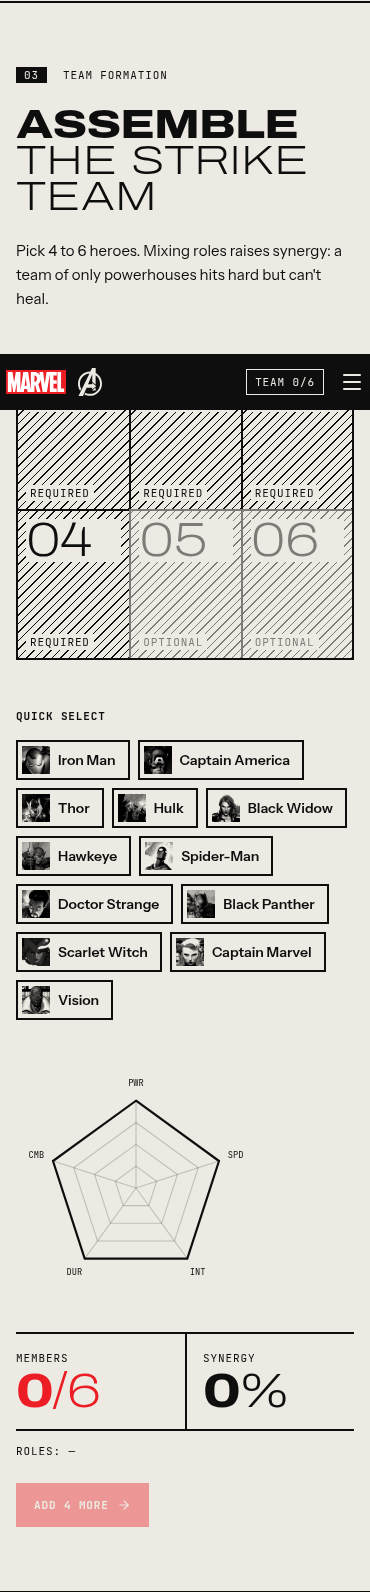 03 TEAM FORMATION
ASSEMBLE
THE STRIKE
TEAM
Pick 4 to 6 heroes. Mixing roles raises synergy: a
team of only powerhouses hits hard but can't
heal.
MARVEL A TEAM 0/6
REQUIRED REQUIRED REQUIRED
04 05 06
REQUIRED OPTIONAL OPTIONAL
QUICK SELECT
Iron Man Captain America
Thor Hulk Black Widow
Hawkeye Spider-Man
Doctor Strange Black Panther
Scarlet Witch Captain Marvel
Vision
PWR
CMB SPD
DUR INT
MEMBERS SYNERGY
0/6 0%
ROLES: —
ADD 4 MORE →